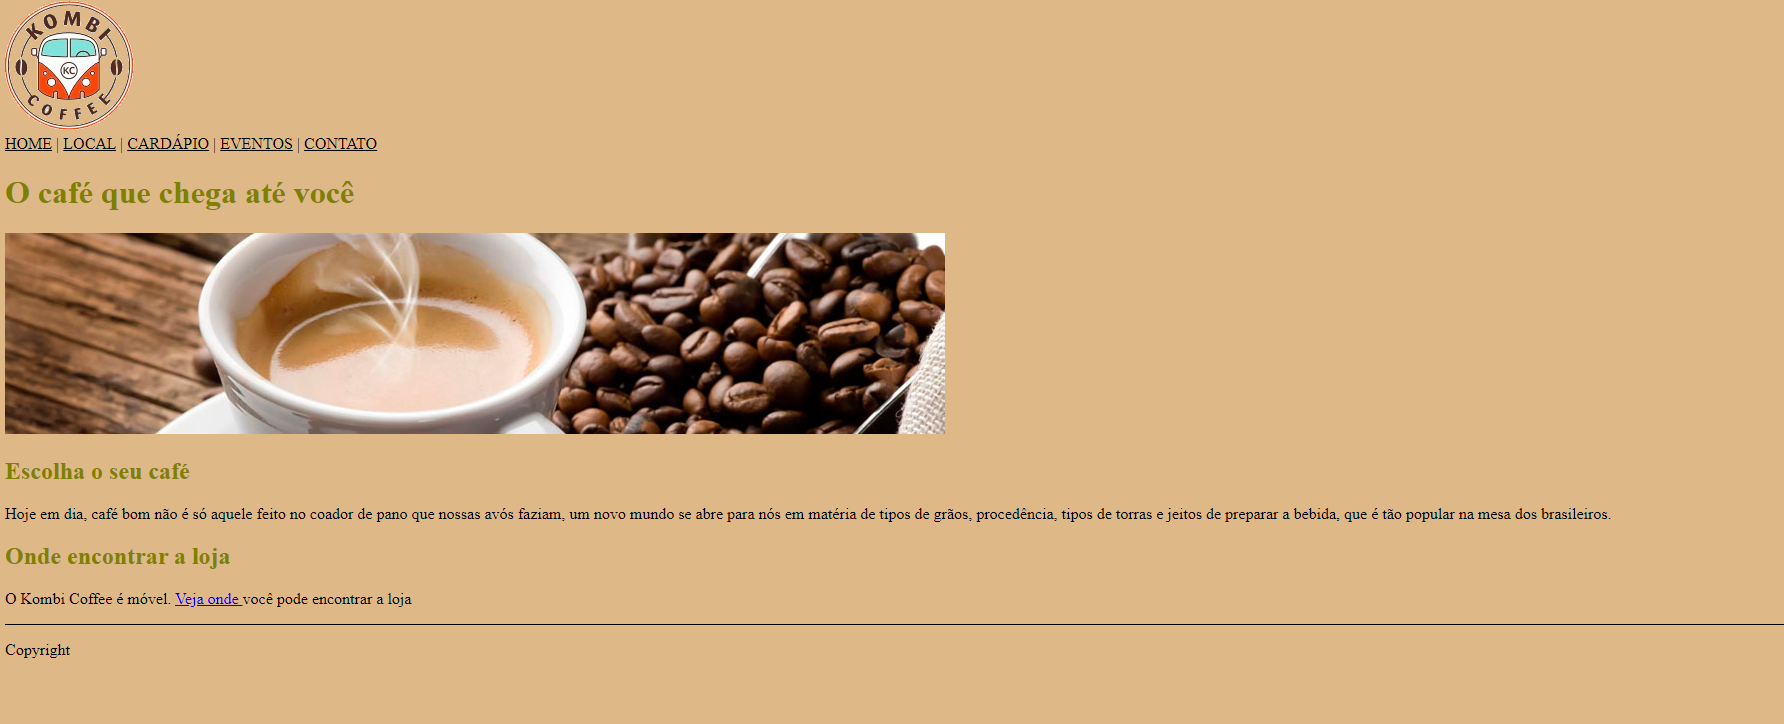 KOMBI
KC
COFFEE
HOME | LOCAL | CARDÁPIO | EVENTOS | CONTATO
O café que chega até você
Escolha o seu café
Hoje em dia, café bom não é só aquele feito no coador de pano que nossas avós faziam, um novo mundo se abre para nós em matéria de tipos de grãos, procedência, tipos de torras e jeitos de preparar a bebida, que é tão popular na mesa dos brasileiros.
Onde encontrar a loja
O Kombi Coffee é móvel. Veja onde você pode encontrar a loja
Copyright